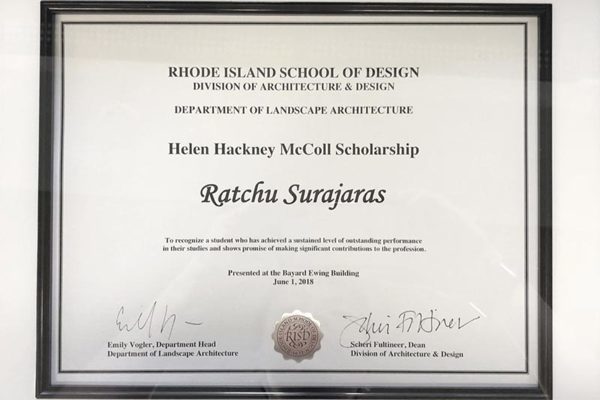 RHODE ISLAND SCHOOL OF DESIGN
DIVISION OF ARCHITECTURE & DESIGN
DEPARTMENT OF LANDSCAPE ARCHITECTURE
Helen Hackney McColl Scholarship
Ratchu Surajaras
To recognize a student who has achieved a sustained level of outstanding performance
in their studies and shows promise of making significant contributions to the profession.
Presented at the Bayard Ewing Building
June 1, 2018
Emily Vogler, Department Head
Department of Landscape Architecture
RISD
Scheri Fultineer, Dean
Division of Architecture & Design